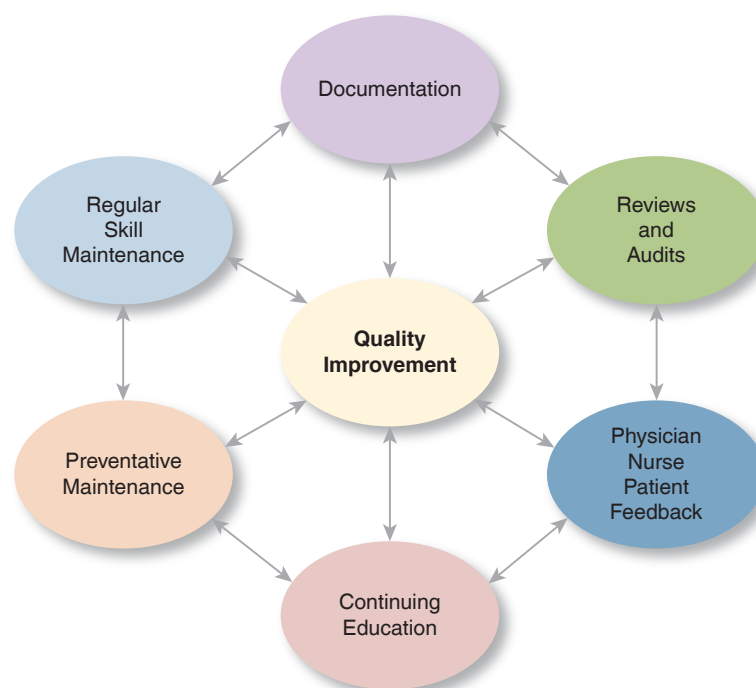 Documentation
Regular
Skill
Maintenance
Reviews
and
Audits
Quality
Improvement
Preventative
Maintenance
Physician
Nurse
Patient
Feedback
Continuing
Education